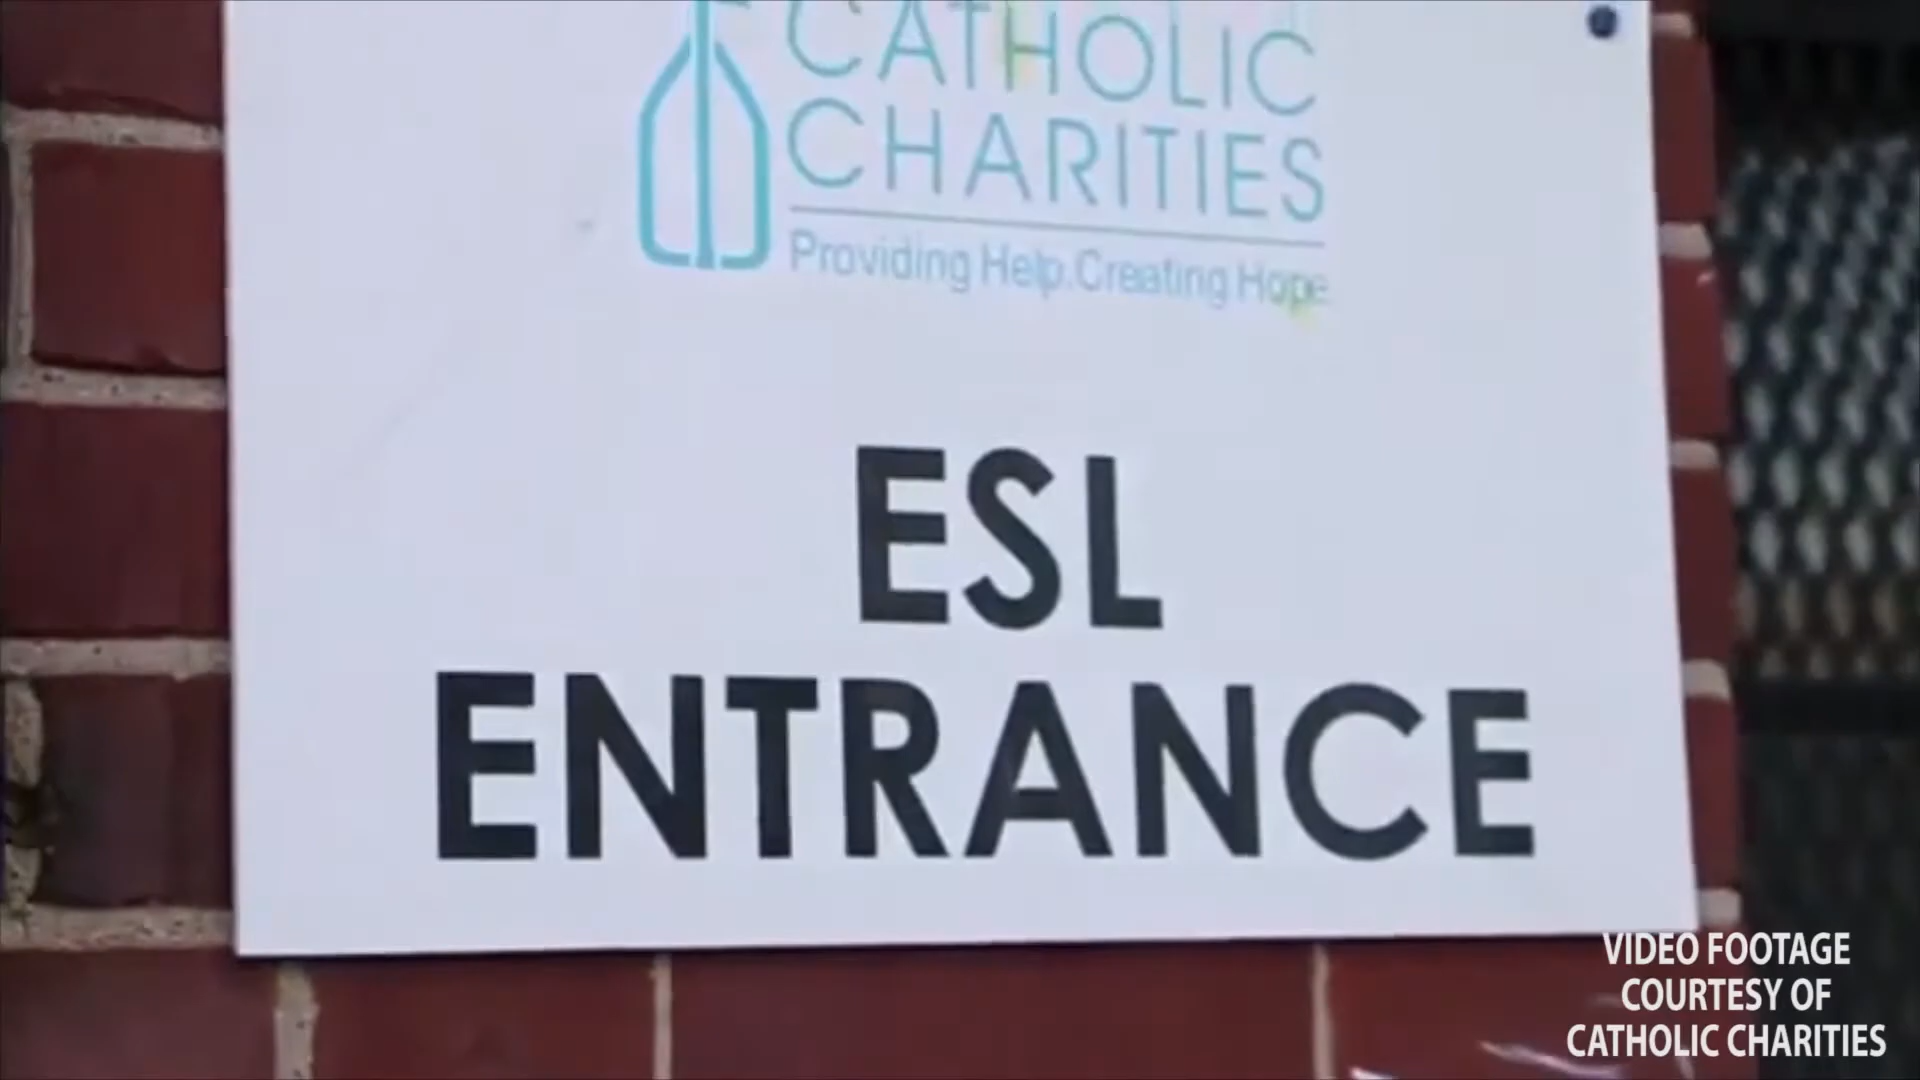 CATHOLIC
CHARITIES
Providing Help. Creating Hope.
ESL
ENTRANCE
VIDEO FOOTAGE
COURTESY OF
CATHOLIC CHARITIES